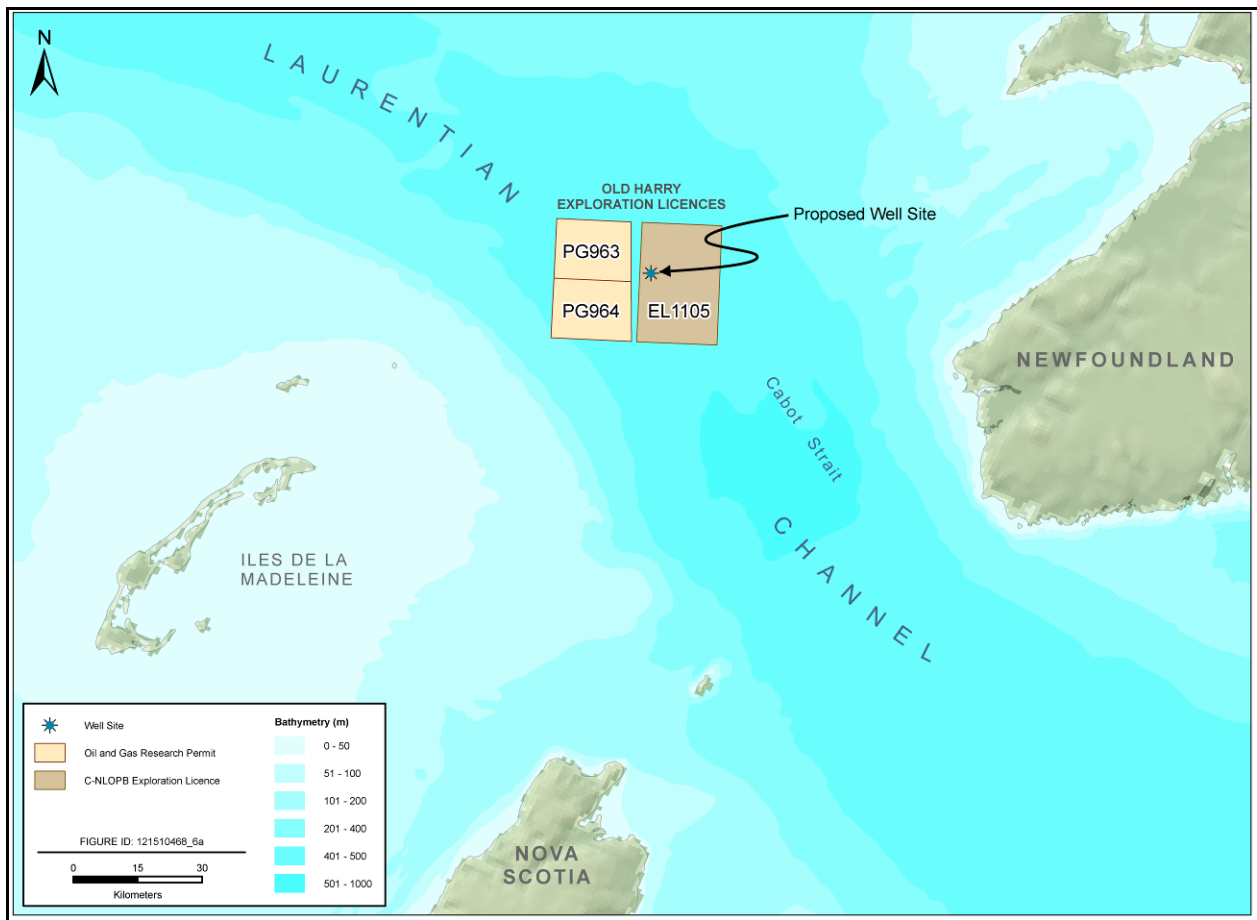 N
LAURENTIAN
OLD HARRY
EXPLORATION LICENCES
Proposed Well Site
PG963
PG964
EL1105
NEWFOUNDLAND
Cabot Strait
CHANNEL
ILES DE LA
MADELEINE
NOVA
SCOTIA
Well Site
Oil and Gas Research Permit
C-NLOPB Exploration Licence
FIGURE ID: 121510468_6a
0 15 30
Kilometers
Bathymetry (m)
0 - 50
51 - 100
101 - 200
201 - 400
401 - 500
501 - 1000